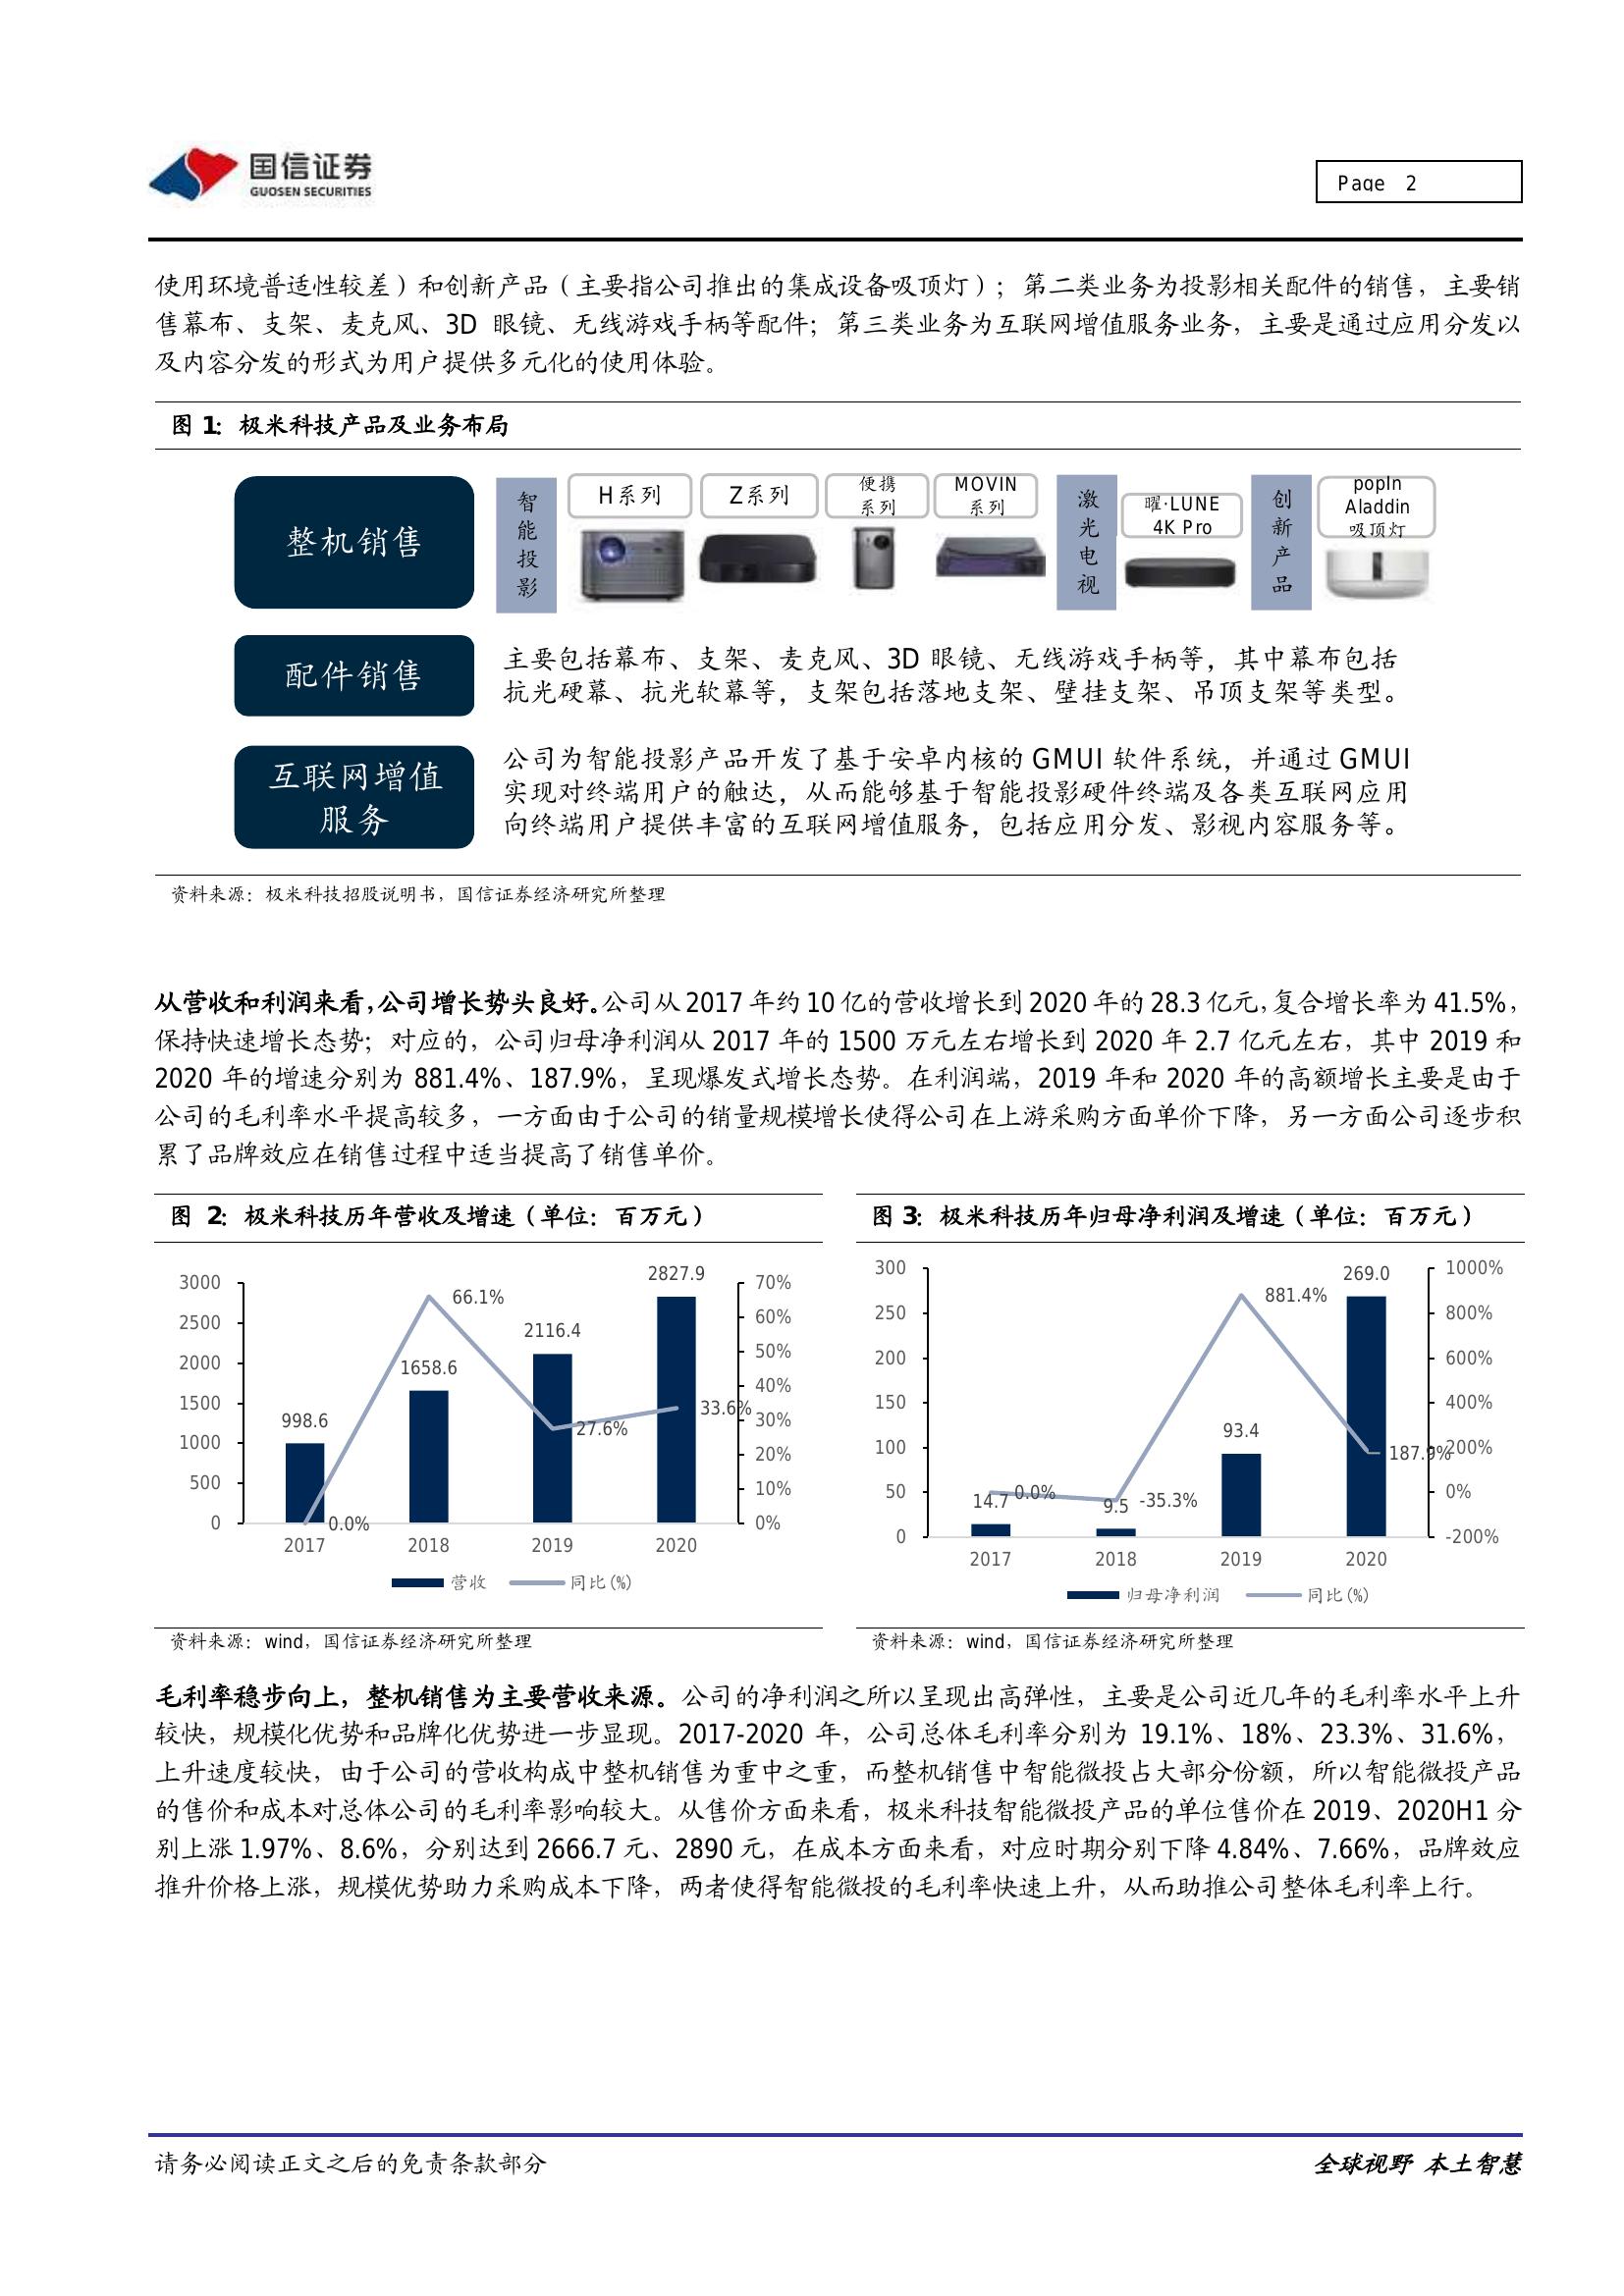 国信证券
GUOSEN SECURITIES
Page 2
使用环境普适性较差）和创新产品（主要指公司推出的集成设备吸顶灯）；第二类业务为投影相关配件的销售，主要销
售幕布、支架、麦克风、3D 眼镜、无线游戏手柄等配件；第三类业务为互联网增值服务业务，主要是通过应用分发以
及内容分发的形式为用户提供多元化的使用体验。
图 1：极米科技产品及业务布局
整机销售
智能投影
H系列
Z系列
便携
系列
MOVIN
系列
激光电视
曜·LUNE
4K Pro
创新产品
popIn
Aladdin
吸顶灯
配件销售
主要包括幕布、支架、麦克风、3D 眼镜、无线游戏手柄等，其中幕布包括
抗光硬幕、抗光软幕等，支架包括落地支架、壁挂支架、吊顶支架等类型。
互联网增值
服务
公司为智能投影产品开发了基于安卓内核的 GMUI 软件系统，并通过 GMUI
实现对终端用户的触达，从而能够基于智能投影硬件终端及各类互联网应用
向终端用户提供丰富的互联网增值服务，包括应用分发、影视内容服务等。
资料来源：极米科技招股说明书，国信证券经济研究所整理
从营收和利润来看，公司增长势头良好。公司从 2017 年约 10 亿的营收增长到 2020 年的 28.3 亿元，复合增长率为 41.5%，
保持快速增长态势；对应的，公司归母净利润从 2017 年的 1500 万元左右增长到 2020 年 2.7 亿元左右，其中 2019 和
2020 年的增速分别为 881.4%、187.9%，呈现爆发式增长态势。在利润端，2019 年和 2020 年的高额增长主要是由于
公司的毛利率水平提高较多，一方面由于公司的销量规模增长使得公司在上游采购方面单价下降，另一方面公司逐步积
累了品牌效应在销售过程中适当提高了销售单价。
图 2：极米科技历年营收及增速（单位：百万元）
3000
2500
2000
1500
1000
500
0
998.6
1658.6
2116.4
2827.9
0.0%
66.1%
27.6%
33.6%
70%
60%
50%
40%
30%
20%
10%
0%
2017 2018 2019 2020
营收 同比(%)
资料来源：wind，国信证券经济研究所整理
图 3：极米科技历年归母净利润及增速（单位：百万元）
300
250
200
150
100
50
0
14.7
9.5
93.4
269.0
0.0%
-35.3%
881.4%
187.9%
1000%
800%
600%
400%
200%
0%
-200%
2017 2018 2019 2020
归母净利润 同比(%)
资料来源：wind，国信证券经济研究所整理
毛利率稳步向上，整机销售为主要营收来源。公司的净利润之所以呈现出高弹性，主要是公司近几年的毛利率水平上升
较快，规模化优势和品牌化优势进一步显现。2017-2020 年，公司总体毛利率分别为 19.1%、18%、23.3%、31.6%，
上升速度较快，由于公司的营收构成中整机销售为重中之重，而整机销售中智能微投占大部分份额，所以智能微投产品
的售价和成本对总体公司的毛利率影响较大。从售价方面来看，极米科技智能微投产品的单位售价在 2019、2020H1 分
别上涨 1.97%、8.6%，分别达到 2666.7 元、2890 元，在成本方面来看，对应时期分别下降 4.84%、7.66%，品牌效应
推升价格上涨，规模优势助力采购成本下降，两者使得智能微投的毛利率快速上升，从而助推公司整体毛利率上行。
请务必阅读正文之后的免责条款部分
全球视野 本土智慧